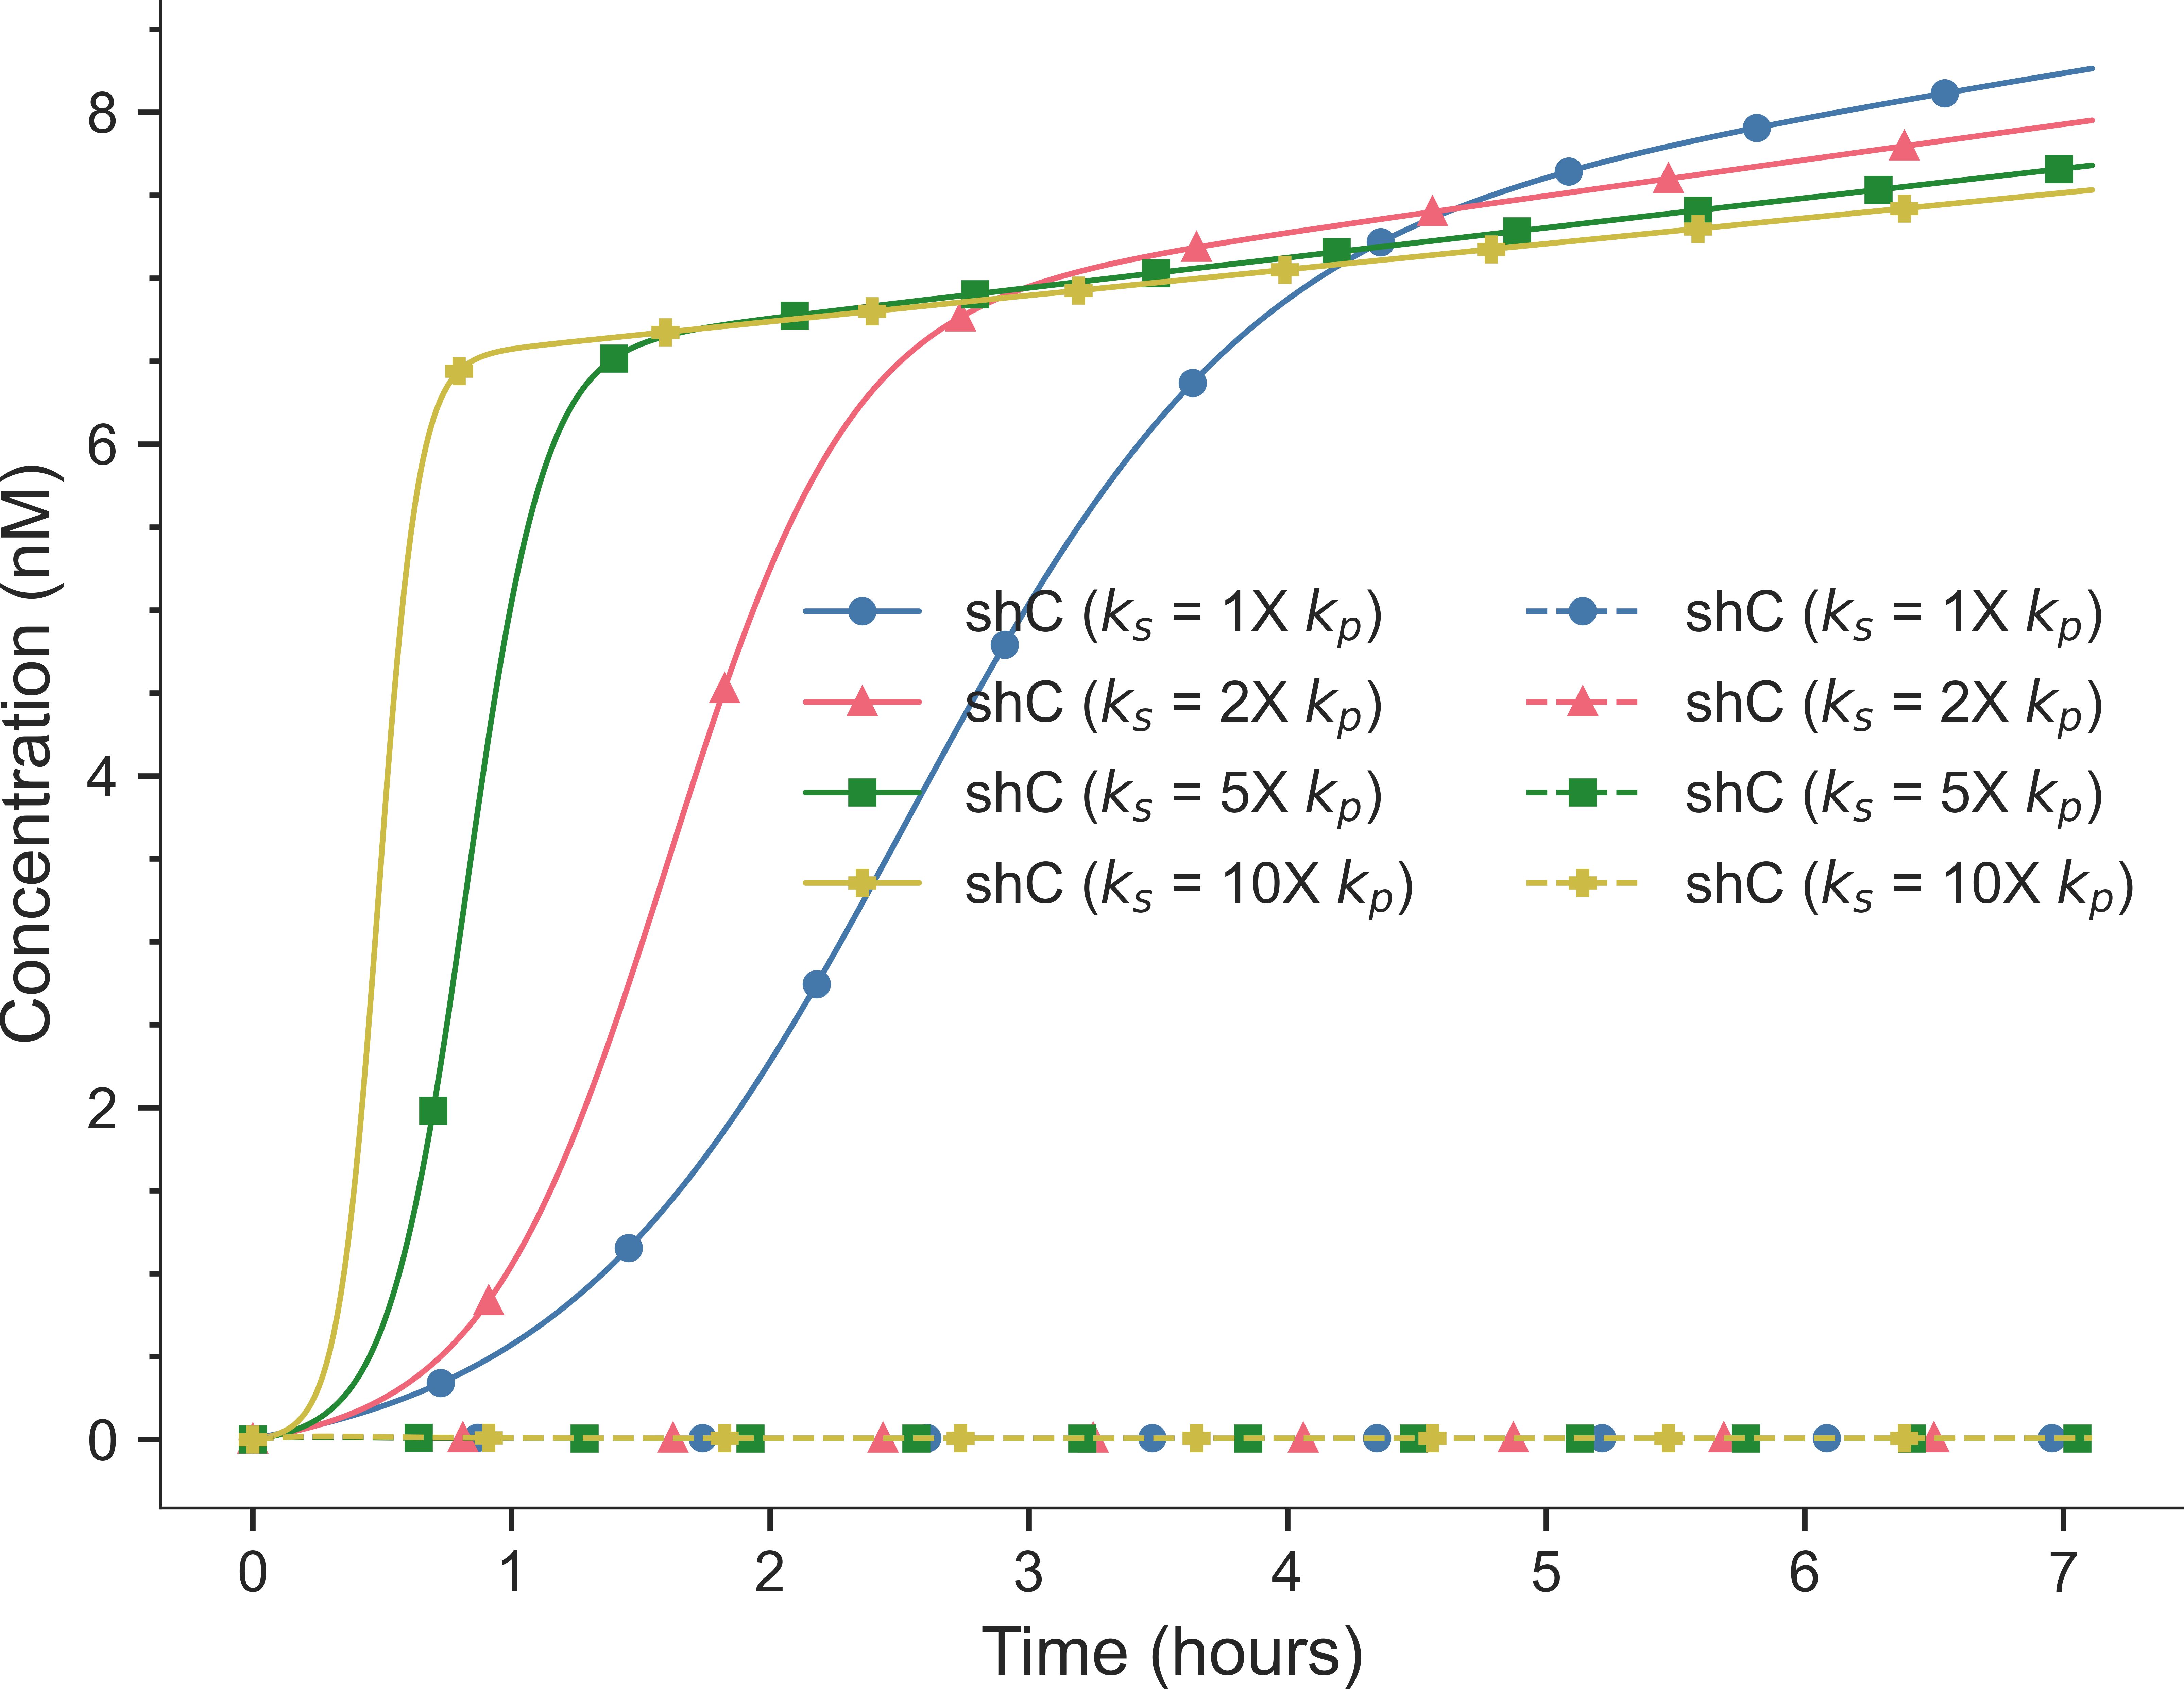 Concentration (nM)
8
6
4
2
0
shC (kₛ = 1X kₚ)
shC (kₛ = 1X kₚ)
shC (kₛ = 2X kₚ)
shC (kₛ = 2X kₚ)
shC (kₛ = 5X kₚ)
shC (kₛ = 5X kₚ)
shC (kₛ = 10X kₚ)
shC (kₛ = 10X kₚ)
0 1 2 3 4 5 6 7
Time (hours)